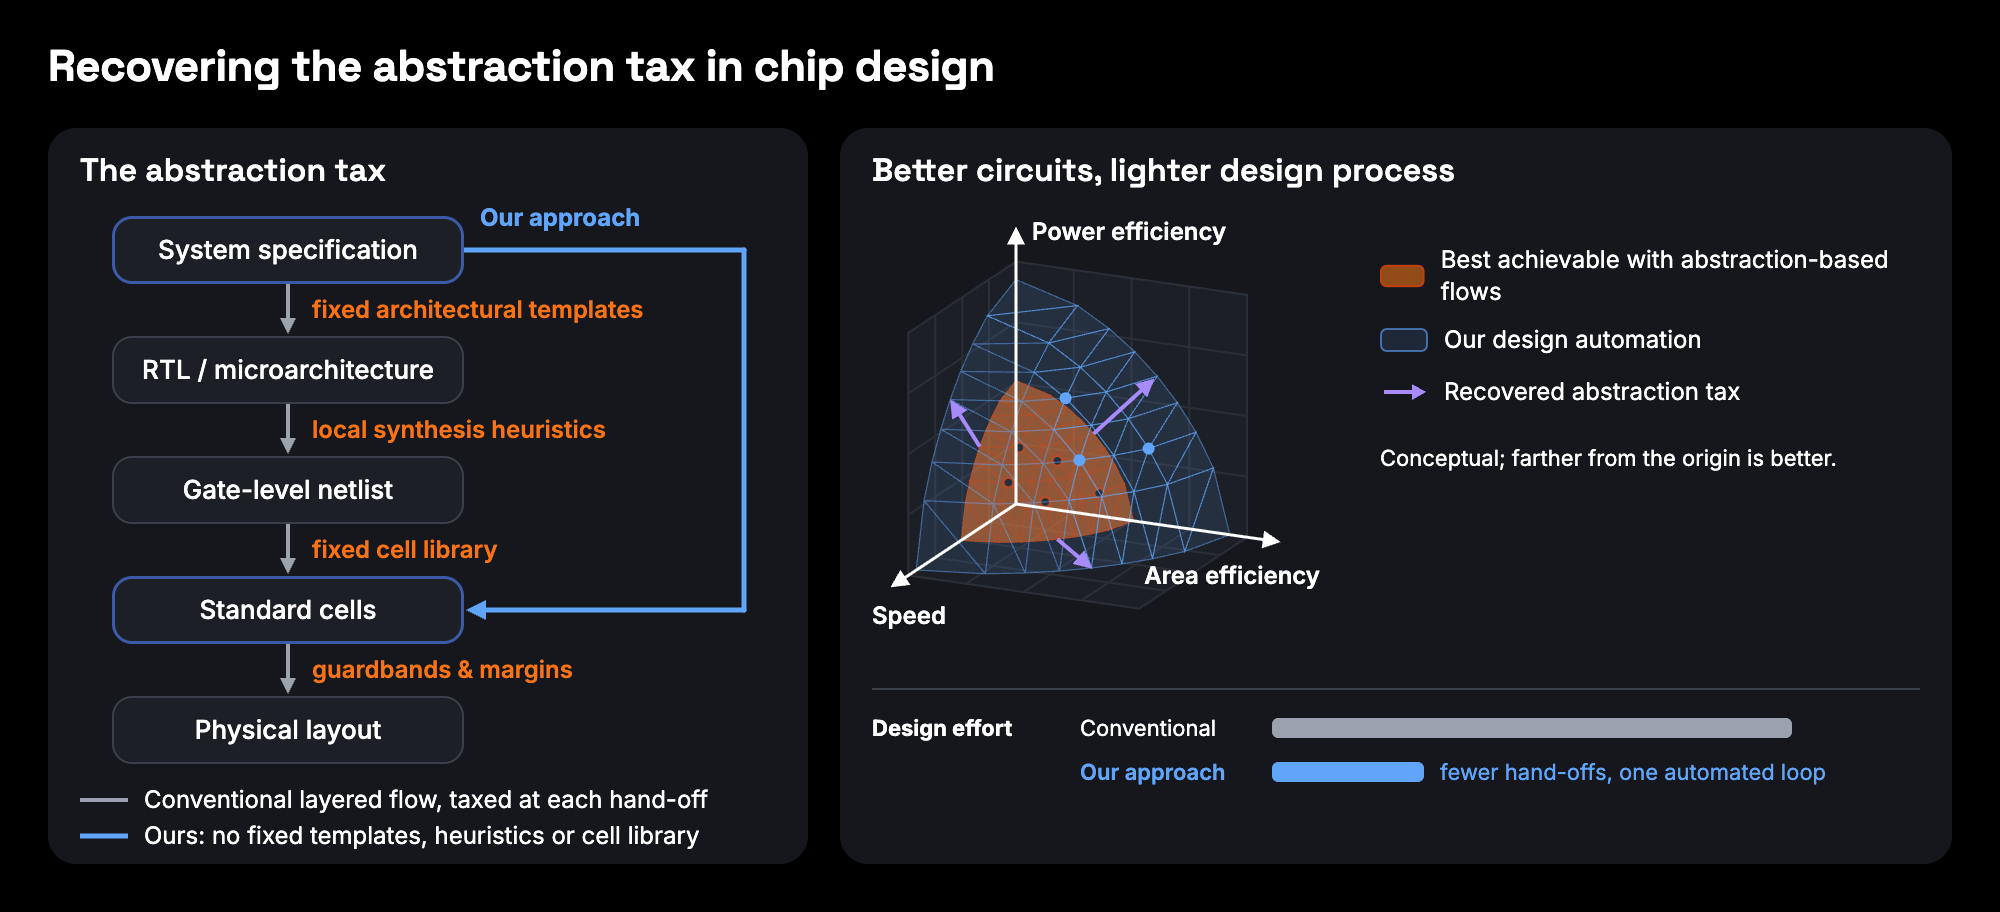 Recovering the abstraction tax in chip design
The abstraction tax
Our approach
System specification
fixed architectural templates
RTL / microarchitecture
local synthesis heuristics
Gate-level netlist
fixed cell library
Standard cells
guardbands & margins
Physical layout
Conventional layered flow, taxed at each hand-off
Ours: no fixed templates, heuristics or cell library
Better circuits, lighter design process
Power efficiency
Area efficiency
Speed
Best achievable with abstraction-based
flows
Our design automation
Recovered abstraction tax
Conceptual; farther from the origin is better.
Design effort
Conventional
Our approach
fewer hand-offs, one automated loop